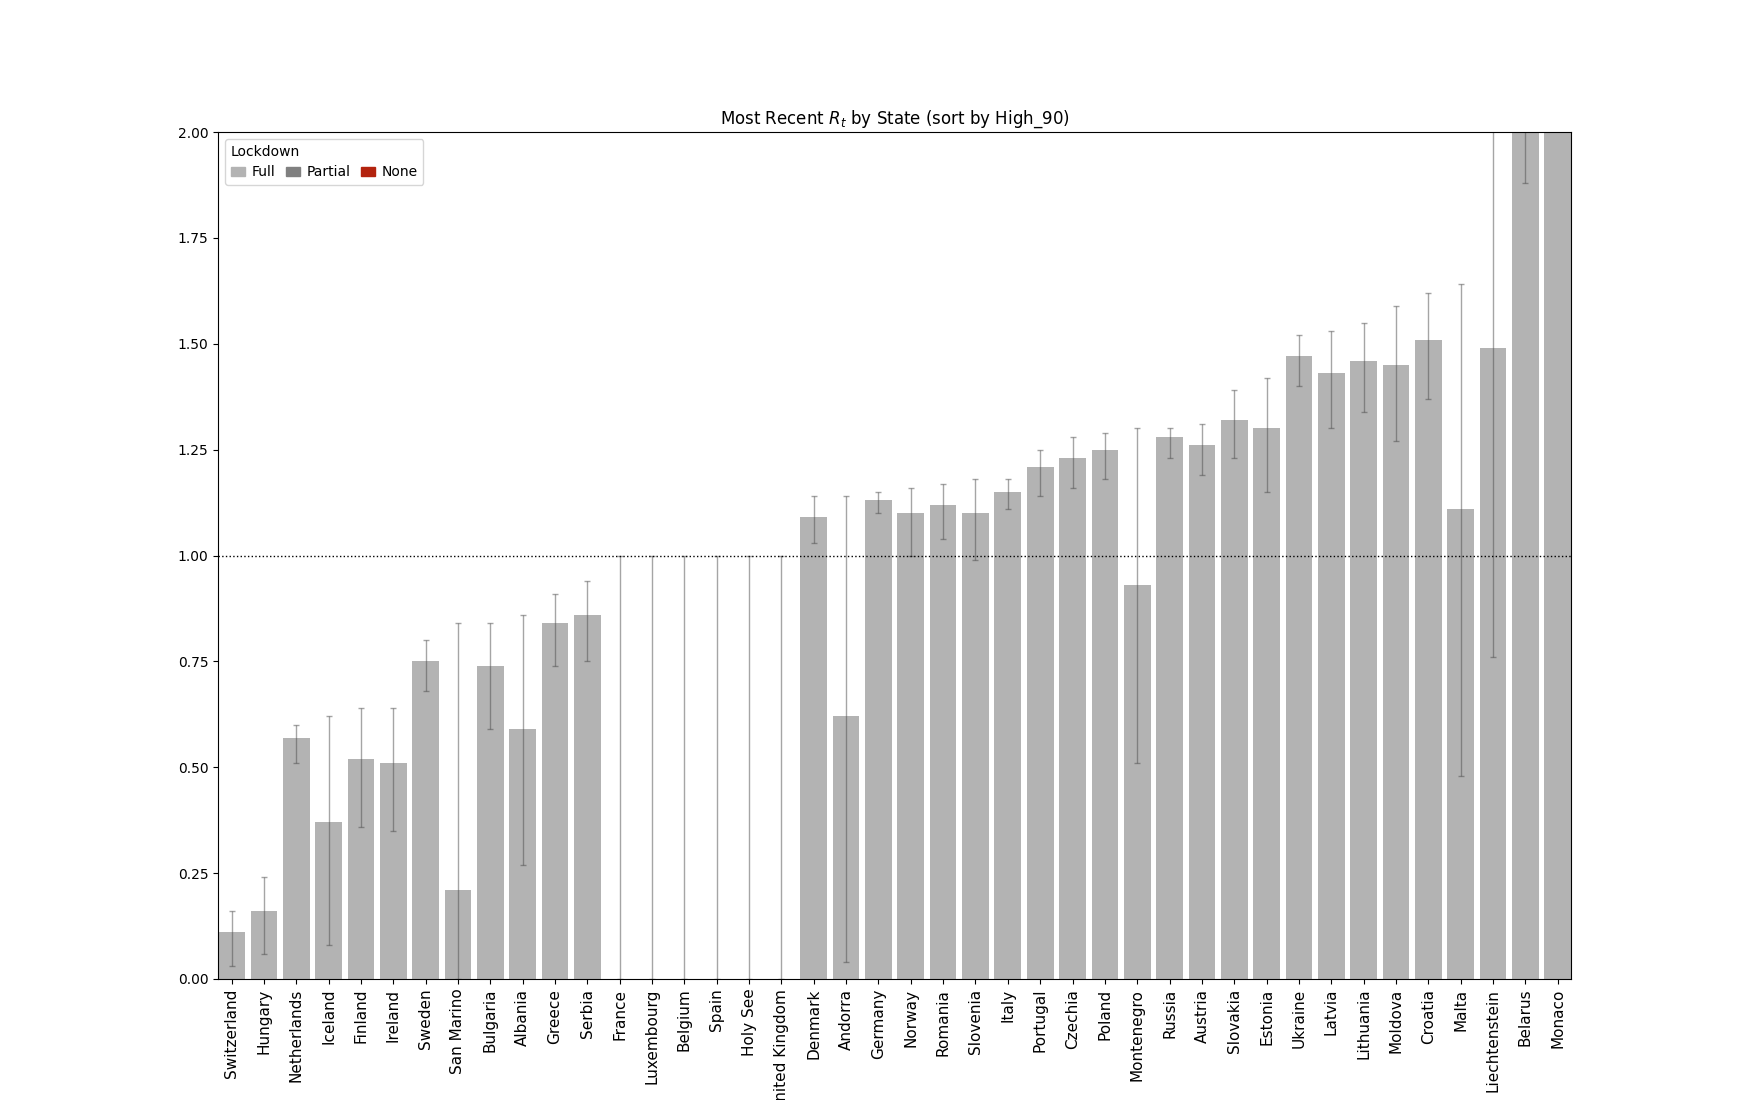 Most Recent Rt by State (sort by High_90)
2.00
Lockdown
Full Partial None
1.75
1.50
1.25
1.00
0.75
0.50
0.25
0.00
Switzerland
Hungary
Netherlands
Iceland
Finland
Ireland
Sweden
San Marino
Bulgaria
Albania
Greece
Serbia
France
Luxembourg
Belgium
Spain
Holy See
nited Kingdom
Denmark
Andorra
Germany
Norway
Romania
Slovenia
Italy
Portugal
Czechia
Poland
Montenegro
Russia
Austria
Slovakia
Estonia
Ukraine
Latvia
Lithuania
Moldova
Croatia
Malta
Liechtenstein
Belarus
Monaco